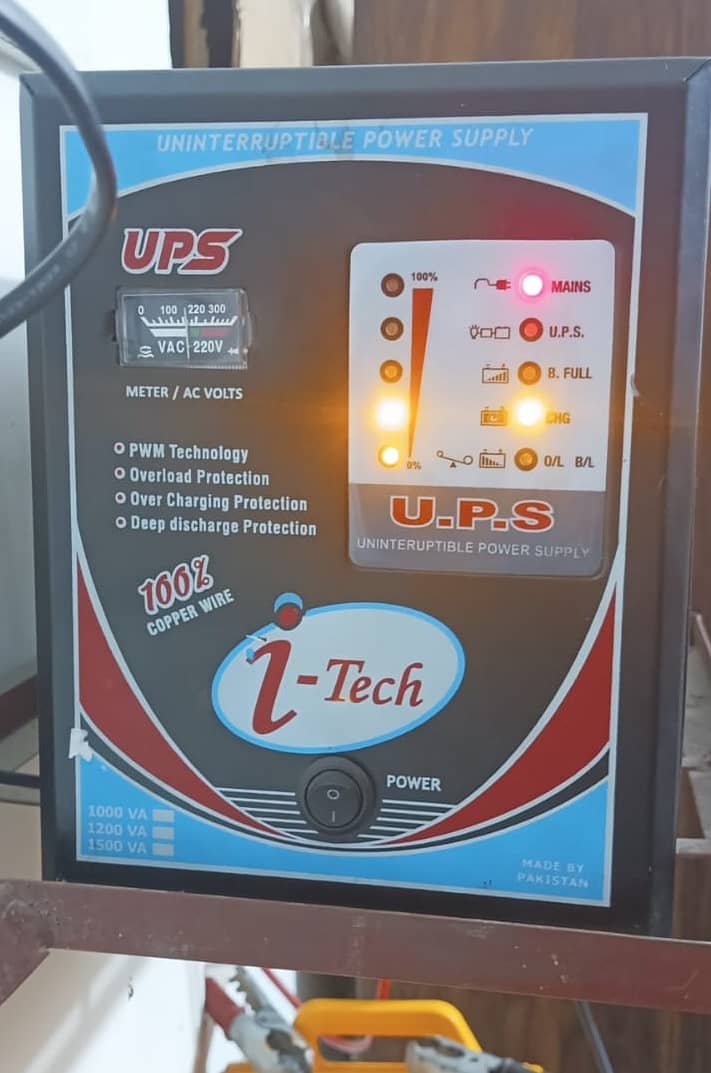 UNINTERRUPTIBLE POWER SUPPLY
UPS
0 100 220 300
VAC 220V
METER / AC VOLTS
100%
0%
MAINS
U.P.S.
B. FULL
CHG
O/L B/L
U.P.S
UNINTERUPTIBLE POWER SUPPLY
PWM Technology
Overload Protection
Over Charging Protection
Deep discharge Protection
100%
COPPER WIRE
i-Tech
POWER
O
I
1000 VA
1200 VA
1500 VA
MADE BY
PAKISTAN